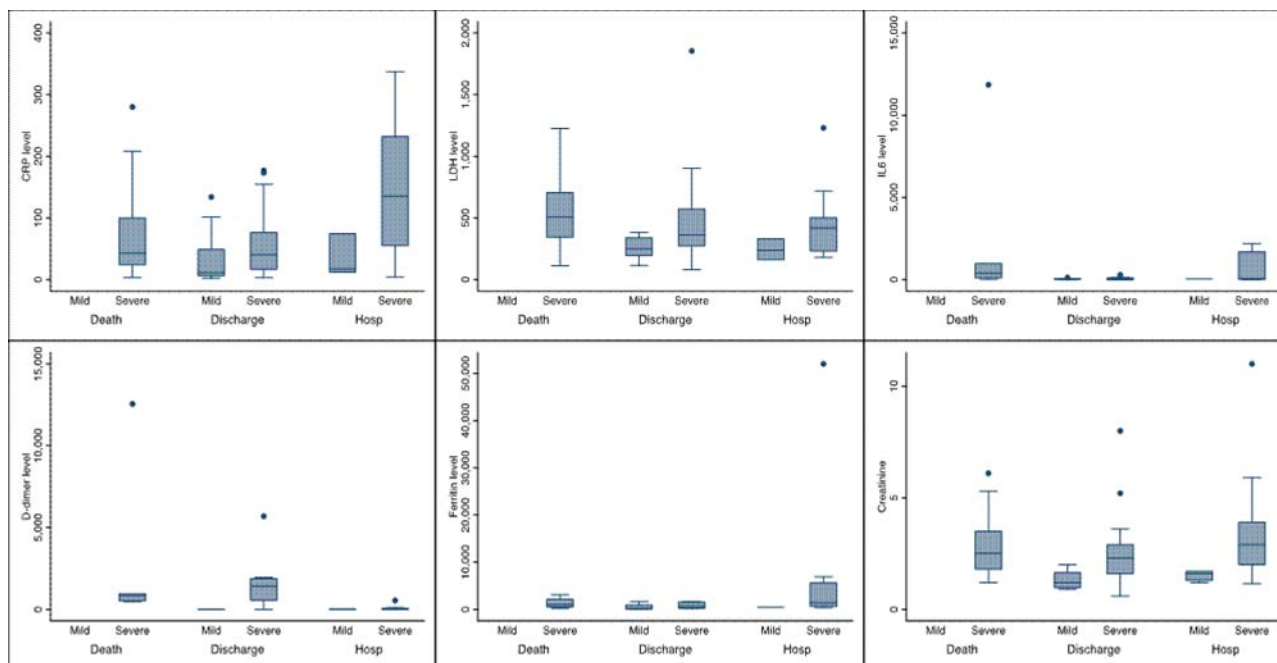 CRP level
400
300
200
100
0
Mild Severe Mild Severe Mild Severe
Death Discharge Hosp
LDH level
2,000
1,500
1,000
500
0
Mild Severe Mild Severe Mild Severe
Death Discharge Hosp
IL6 level
15,000
10,000
5,000
0
Mild Severe Mild Severe Mild Severe
Death Discharge Hosp
D-dimer level
15,000
10,000
5,000
0
Mild Severe Mild Severe Mild Severe
Death Discharge Hosp
Ferritin level
50,000
40,000
30,000
20,000
10,000
0
Mild Severe Mild Severe Mild Severe
Death Discharge Hosp
Creatinine
10
5
0
Mild Severe Mild Severe Mild Severe
Death Discharge Hosp